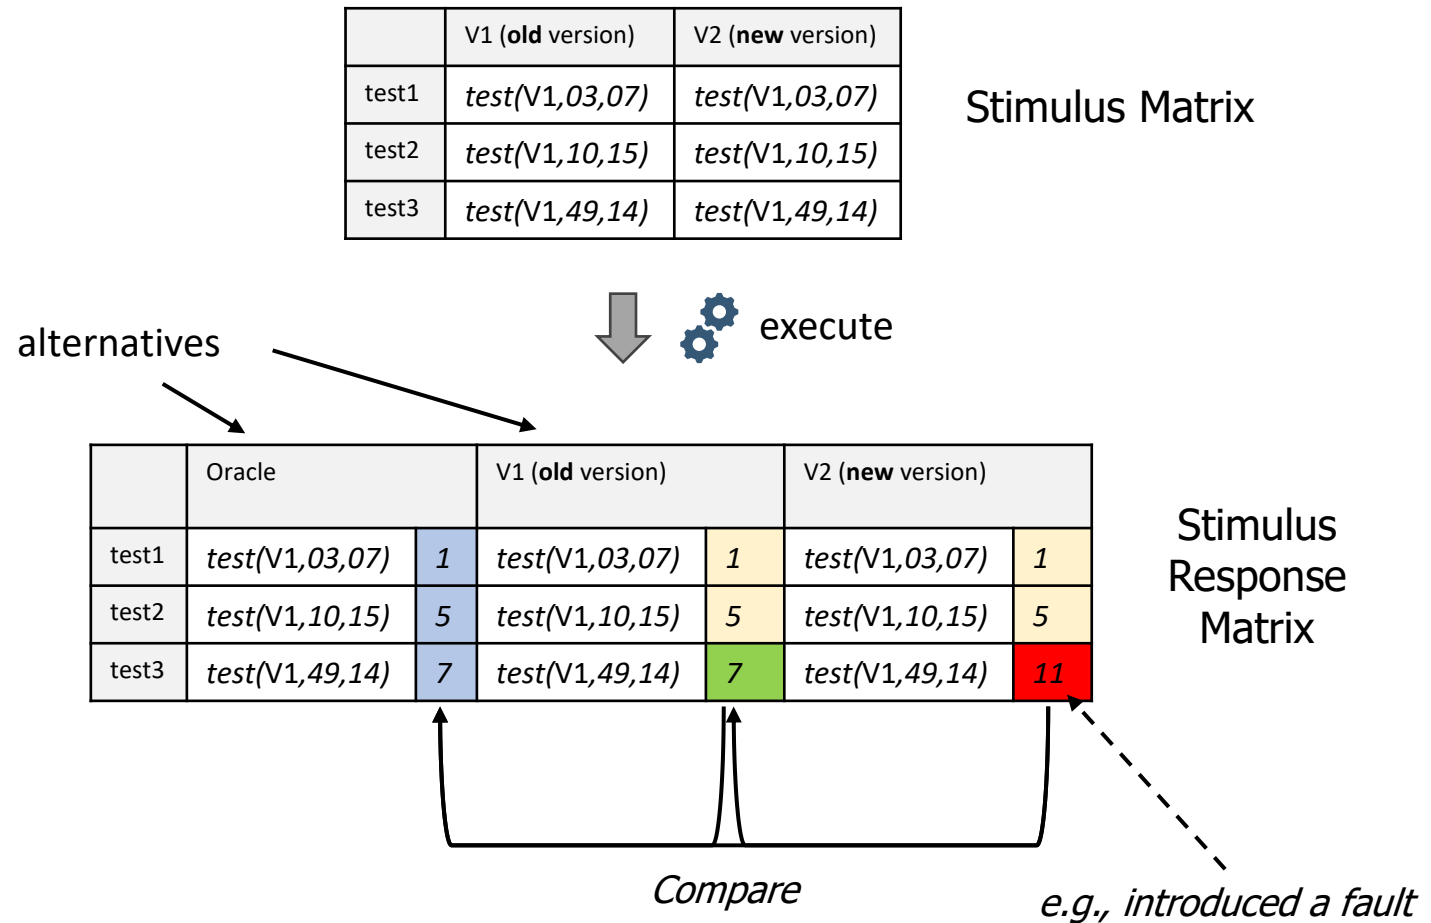 V1 (old version) V2 (new version)
test1 test(V1,03,07) test(V1,03,07)
test2 test(V1,10,15) test(V1,10,15)
test3 test(V1,49,14) test(V1,49,14)
Stimulus Matrix
execute
alternatives
Oracle V1 (old version) V2 (new version)
test1 test(V1,03,07) 1 test(V1,03,07) 1 test(V1,03,07) 1
test2 test(V1,10,15) 5 test(V1,10,15) 5 test(V1,10,15) 5
test3 test(V1,49,14) 7 test(V1,49,14) 7 test(V1,49,14) 11
Stimulus
Response
Matrix
Compare
e.g., introduced a fault